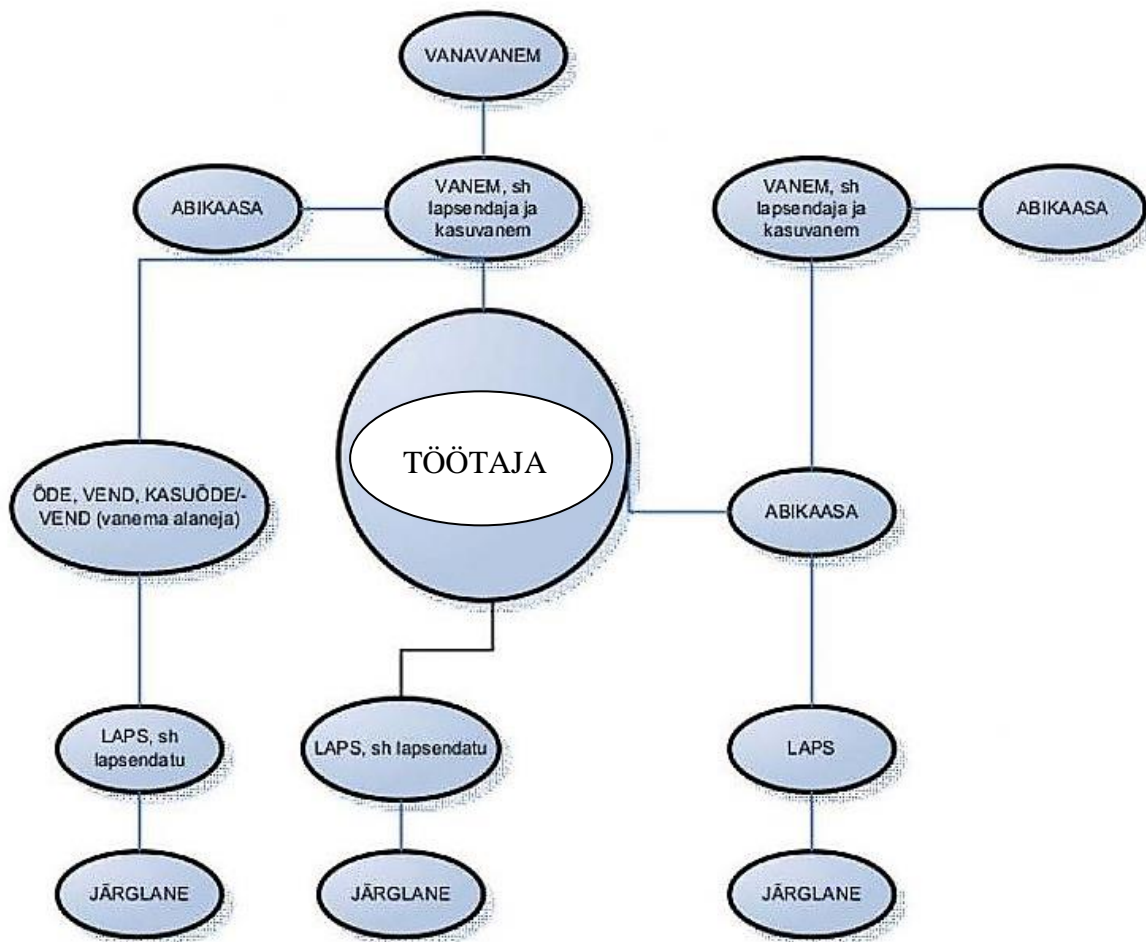 VANAVANEM
ABIKAASA
VANEM, sh
lapsendaja ja
kasuvanem
VANEM, sh
lapsendaja ja
kasuvanem
ABIKAASA
TÖÖTAJA
ÕDE, VEND, KASUÕDE/-
VEND (vanema alaneja)
ABIKAASA
LAPS, sh
lapsendatu
LAPS, sh lapsendatu
LAPS
JÄRGLANE
JÄRGLANE
JÄRGLANE